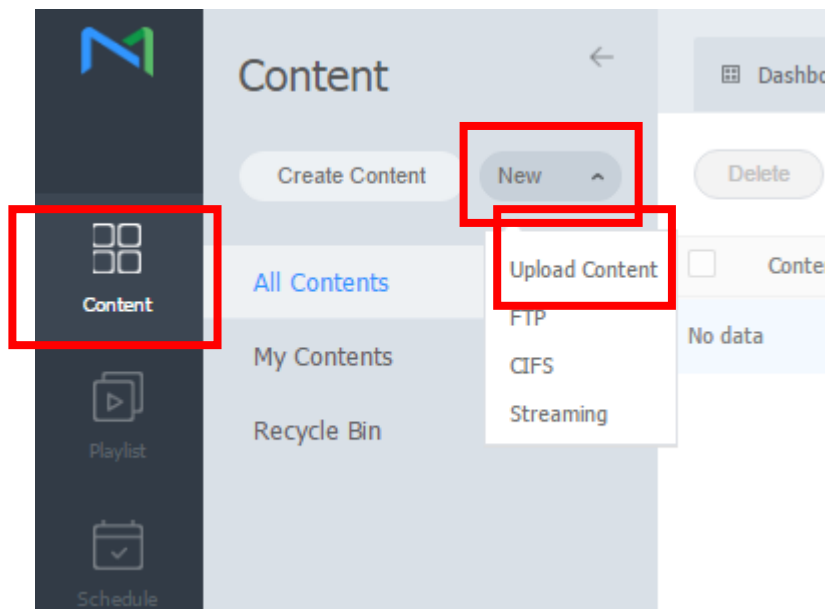 Content
Dashbo
Create Content
New
Delete
Content
All Contents
Upload Content
Conte
FTP
My Contents
No data
CIFS
Streaming
Recycle Bin
Playlist
Schedule